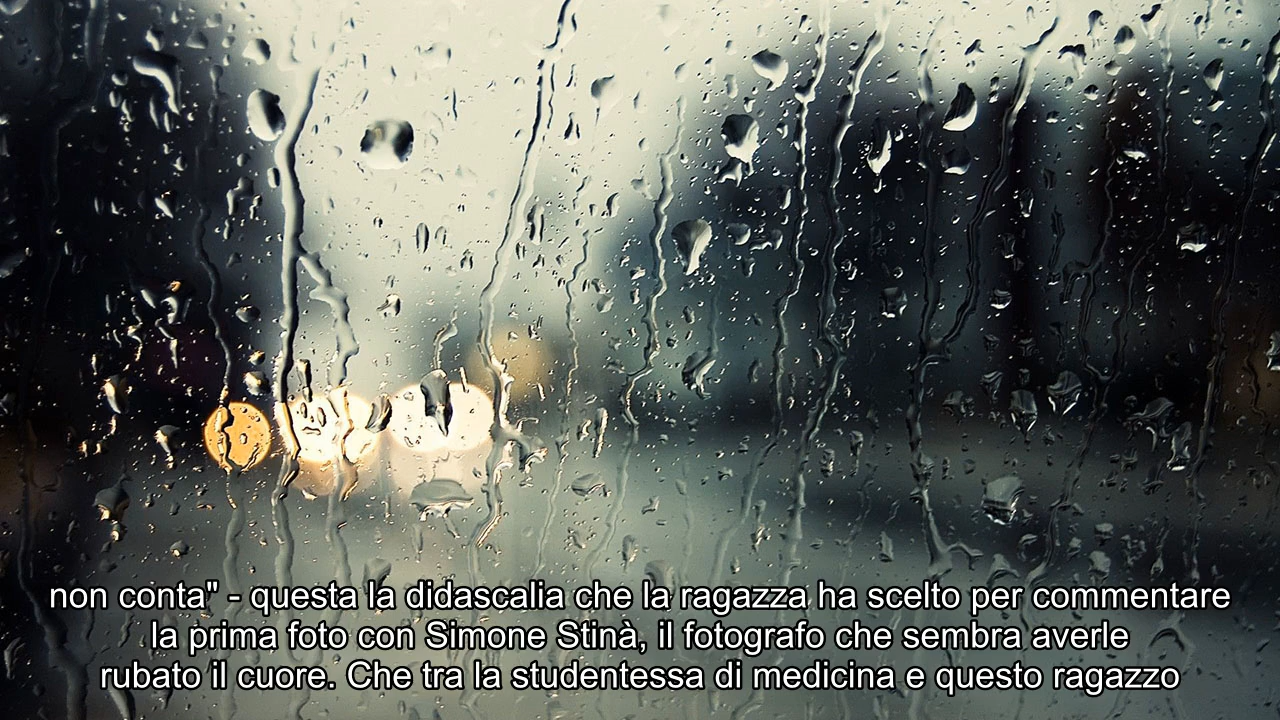 non conta" - questa la didascalia che la ragazza ha scelto per commentare
la prima foto con Simone Stinà, il fotografo che sembra averle
rubato il cuore. Che tra la studentessa di medicina e questo ragazzo